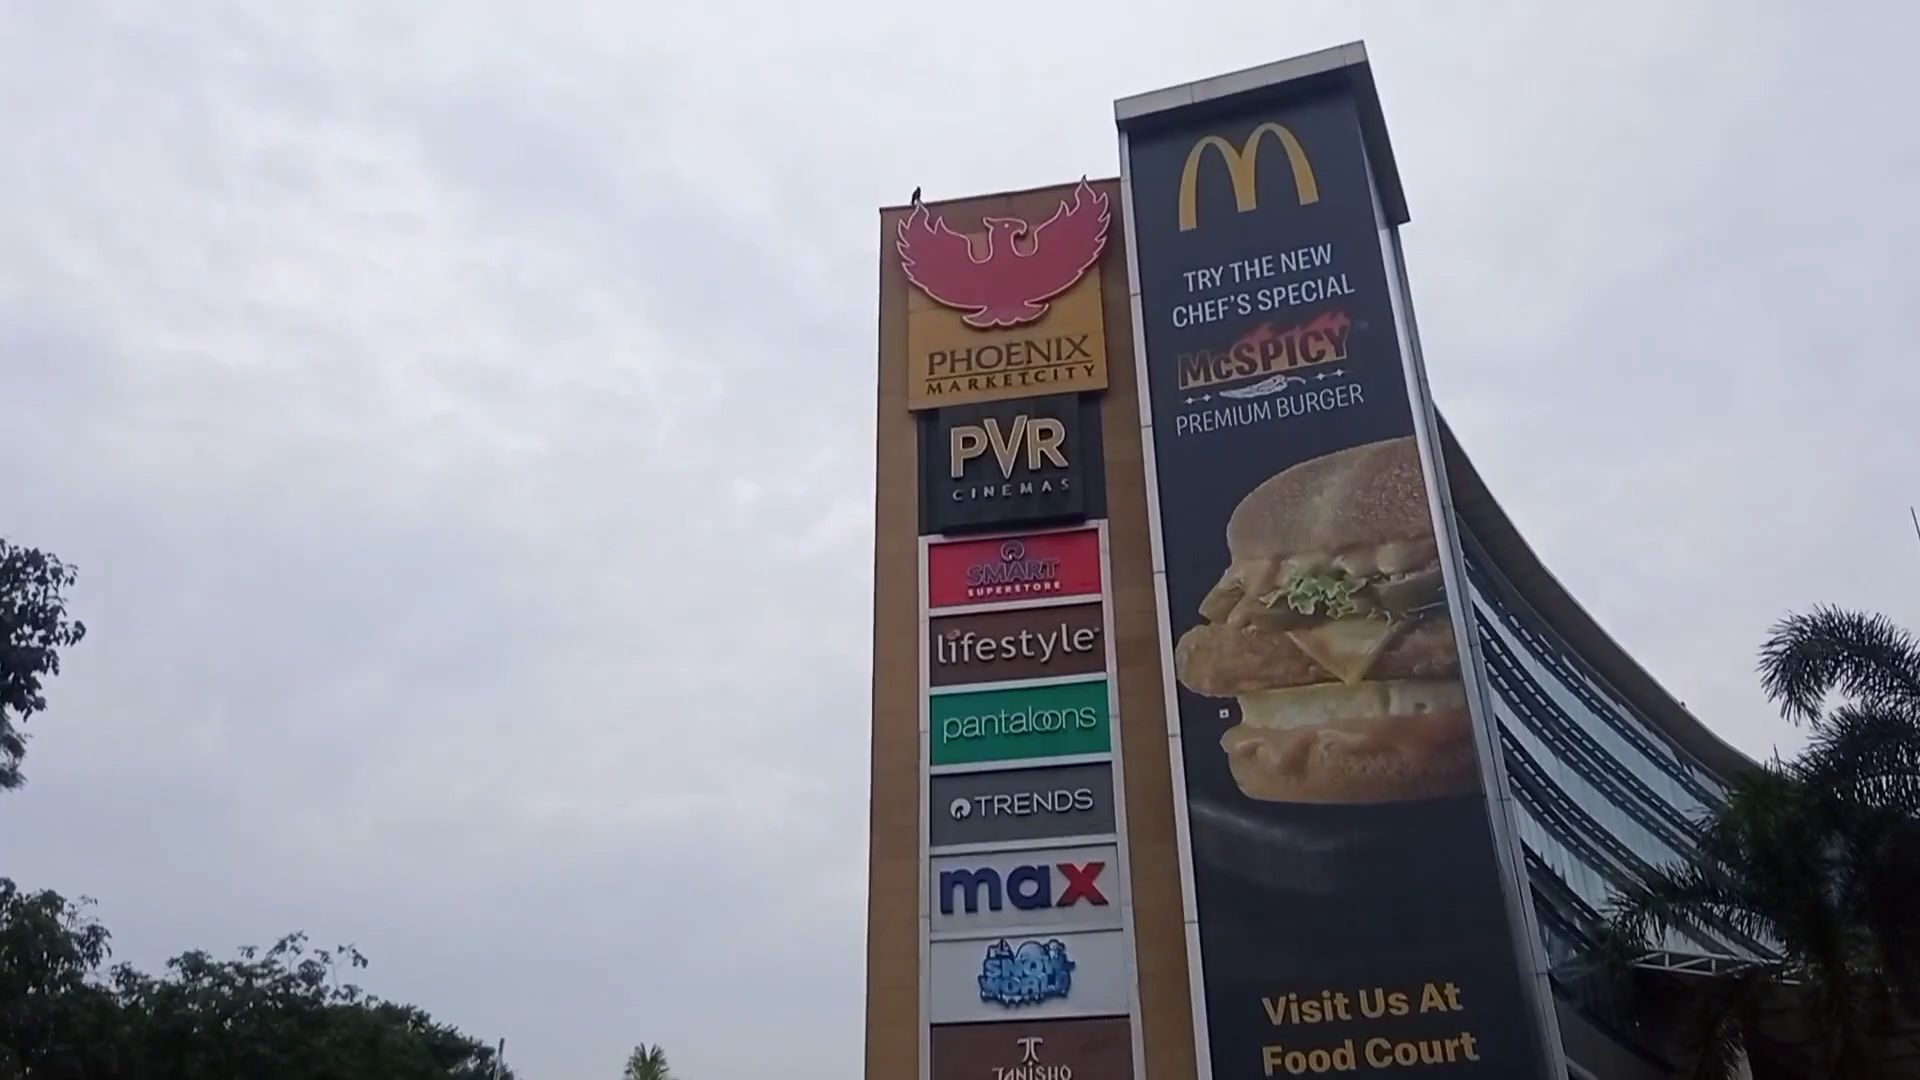 PHOENIX
MARKETCITY
PVR
CINEMAS
SMART
SUPERSTORE
lifestyle
pantaloons
TRENDS
max
SNOW
WORLD
TANISHQ
M
TRY THE NEW
CHEF'S SPECIAL
McSPICY
PREMIUM BURGER
Visit Us At
Food Court